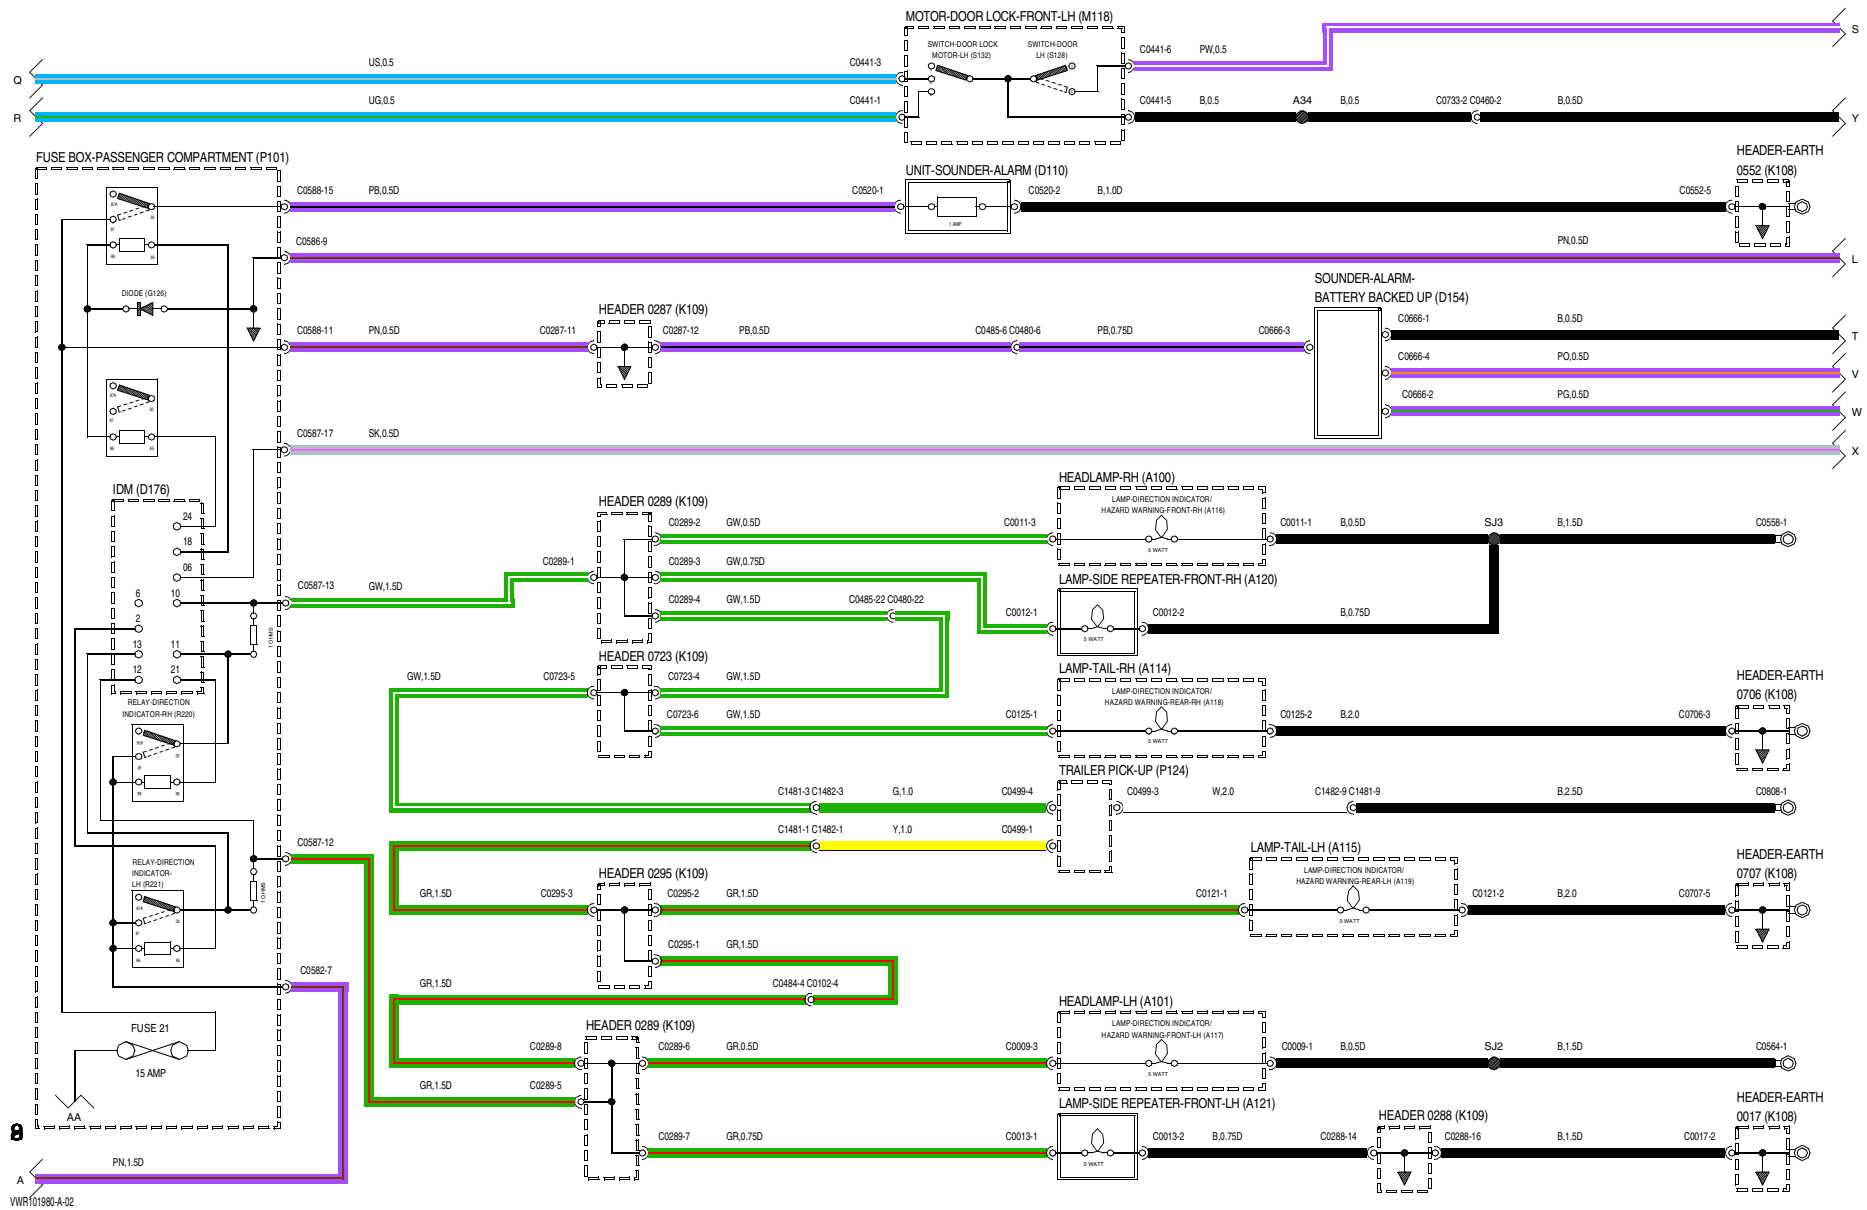 MOTOR-DOOR LOCK-FRONT-LH (M118)
SWITCH-DOOR LOCK
MOTOR-LH (S132)
SWITCH-DOOR
LH (S128)
Q
US,0.5
C0441-3
C0441-6
PW,0.5
S
R
UG,0.5
C0441-1
C0441-5
B,0.5
A34
B,0.5
C0733-2 C0460-2
B,0.5D
Y
FUSE BOX-PASSENGER COMPARTMENT (P101)
HEADER-EARTH
0552 (K108)
UNIT-SOUNDER-ALARM (D110)
C0588-15
PB,0.5D
C0520-1
1 AMP
C0520-2
B,1.0D
C0552-5
C0586-9
PN,0.5D
L
DIODE (G126)
SOUNDER-ALARM-
BATTERY BACKED UP (D154)
HEADER 0287 (K109)
C0588-11
PN,0.5D
C0287-11
C0287-12
PB,0.5D
C0485-6 C0480-6
PB,0.75D
C0666-3
C0666-1
B,0.5D
T
C0666-4
PO,0.5D
V
C0666-2
PG,0.5D
W
C0587-17
SK,0.5D
X
IDM (D176)
24
18
06
6
10
2
13
11
12
21
1 OHMS
HEADER 0289 (K109)
HEADLAMP-RH (A100)
LAMP-DIRECTION INDICATOR/
HAZARD WARNING-FRONT-RH (A116)
5 WATT
C0289-2
GW,0.5D
C0011-3
C0011-1
B,0.5D
SJ3
B,1.5D
C0558-1
C0289-1
C0289-3
GW,0.75D
LAMP-SIDE REPEATER-FRONT-RH (A120)
C0587-13
GW,1.5D
C0289-4
GW,1.5D
C0485-22 C0480-22
C0012-1
5 WATT
C0012-2
B,0.75D
HEADER 0723 (K109)
LAMP-TAIL-RH (A114)
LAMP-DIRECTION INDICATOR/
HAZARD WARNING-REAR-RH (A118)
5 WATT
HEADER-EARTH
0706 (K108)
GW,1.5D
C0723-5
C0723-4
GW,1.5D
C0723-6
GW,1.5D
C0125-1
C0125-2
B,2.0
C0706-3
RELAY-DIRECTION
INDICATOR-RH (R220)
TRAILER PICK-UP (P124)
C1481-3 C1482-3
G,1.0
C0499-4
C0499-3
W,2.0
C1482-9 C1481-9
B,2.5D
C0808-1
C1481-1 C1482-1
Y,1.0
C0499-1
C0587-12
RELAY-DIRECTION
INDICATOR-
LH (R221)
1 OHMS
LAMP-TAIL-LH (A115)
LAMP-DIRECTION INDICATOR/
HAZARD WARNING-REAR-LH (A119)
5 WATT
HEADER-EARTH
0707 (K108)
HEADER 0295 (K109)
GR,1.5D
C0295-3
C0295-2
GR,1.5D
C0121-1
C0121-2
B,2.0
C0707-5
C0295-1
GR,1.5D
C0582-7
GR,1.5D
C0484-4 C0102-4
FUSE 21
15 AMP
AA
HEADER 0289 (K109)
HEADLAMP-LH (A101)
LAMP-DIRECTION INDICATOR/
HAZARD WARNING-FRONT-LH (A117)
5 WATT
C0289-8
C0289-6
GR,0.5D
C0009-3
C0009-1
B,0.5D
SJ2
B,1.5D
C0564-1
GR,1.5D
C0289-5
LAMP-SIDE REPEATER-FRONT-LH (A121)
HEADER 0288 (K109)
HEADER-EARTH
0017 (K108)
C0289-7
GR,0.75D
C0013-1
5 WATT
C0013-2
B,0.75D
C0288-14
C0288-16
B,1.5D
C0017-2
PN,1.5D
A
VWR101980-A-02